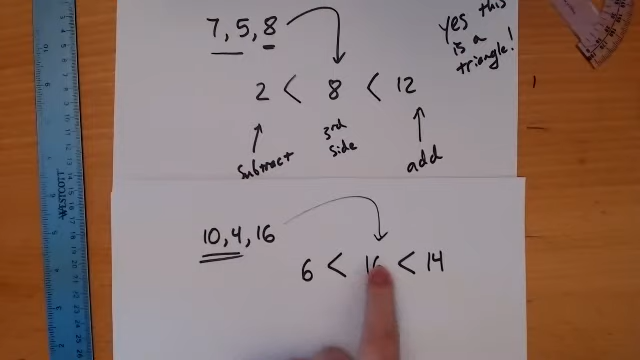 7, 5, 8
yes this
is a
triangle!
2 < 8 < 12
subtract
3rd
side
add
WESTCOTT
10, 4, 16
6 < 16 < 14